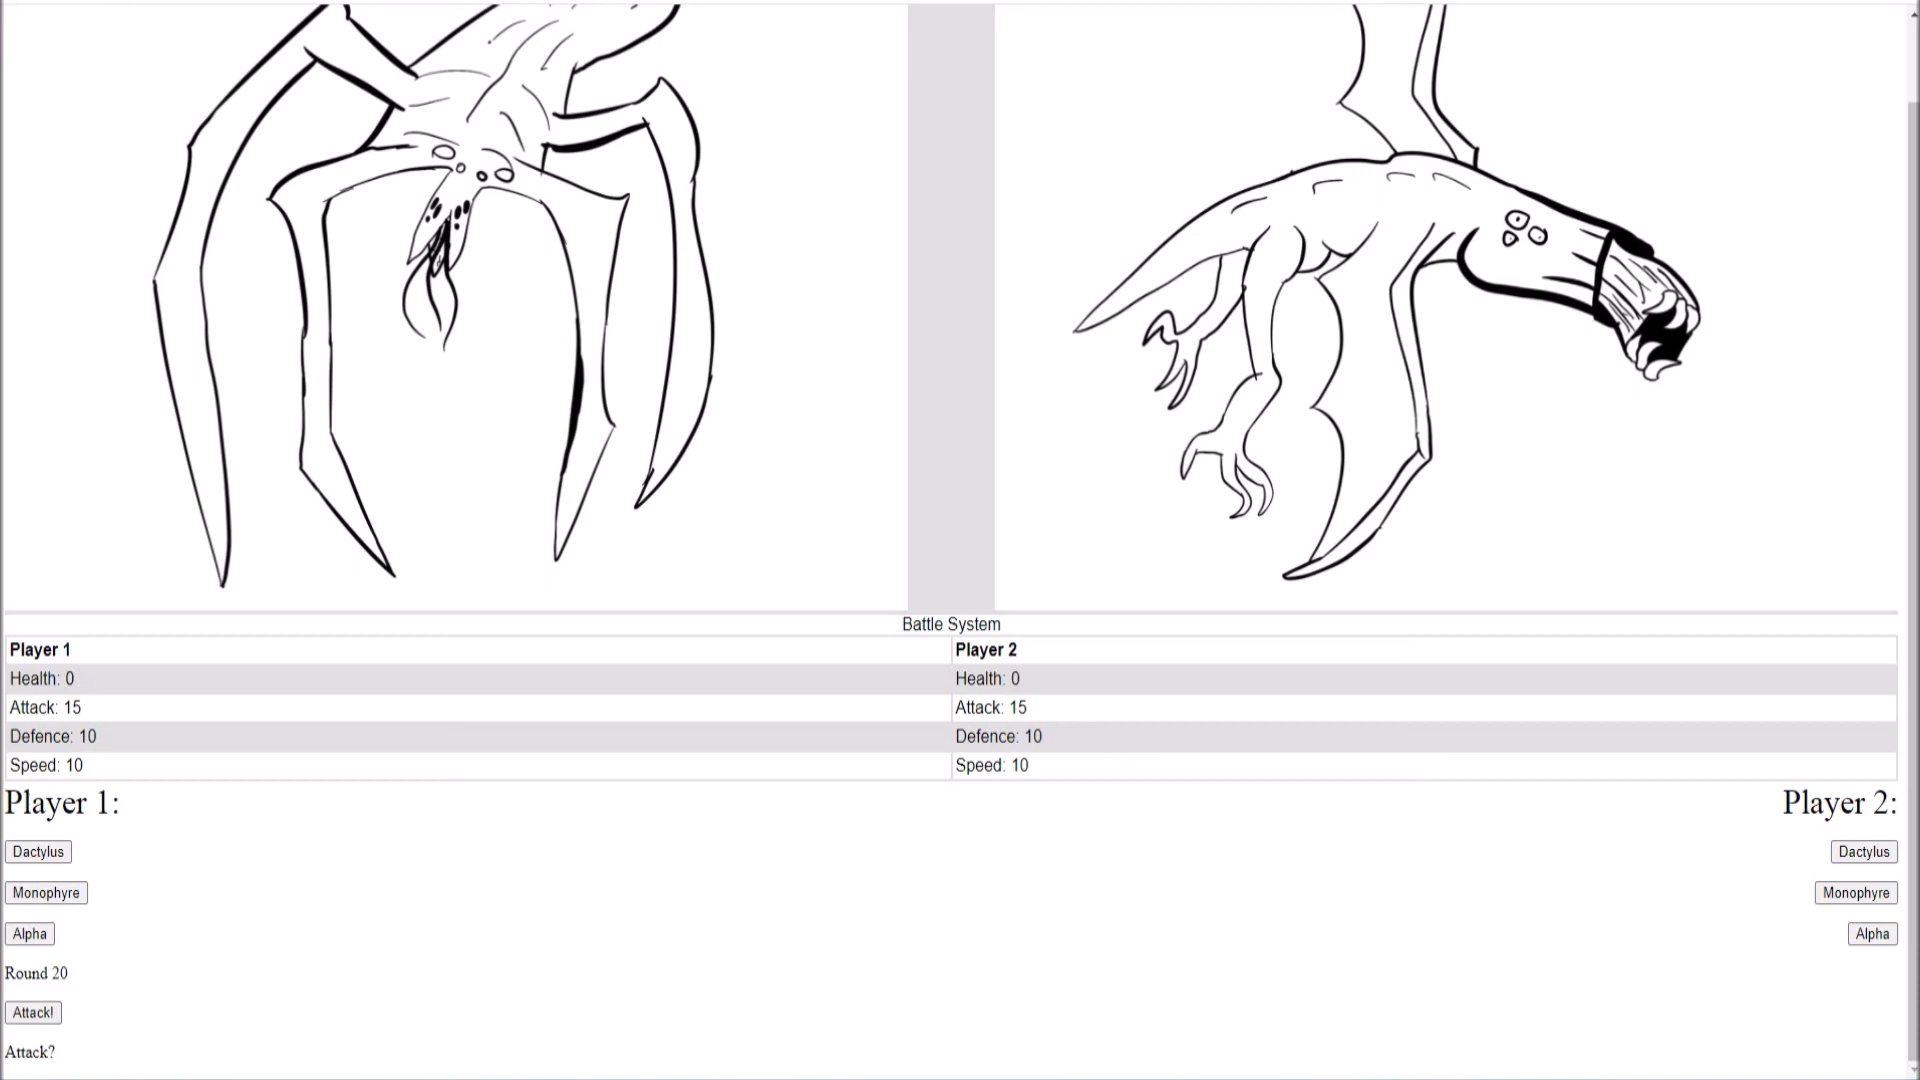 Battle System
Player 1 Player 2
Health: 0 Health: 0
Attack: 15 Attack: 15
Defence: 10 Defence: 10
Speed: 10 Speed: 10
Player 1: Player 2:
Dactylus Dactylus
Monophyre Monophyre
Alpha Alpha
Round 20
Attack!
Attack?